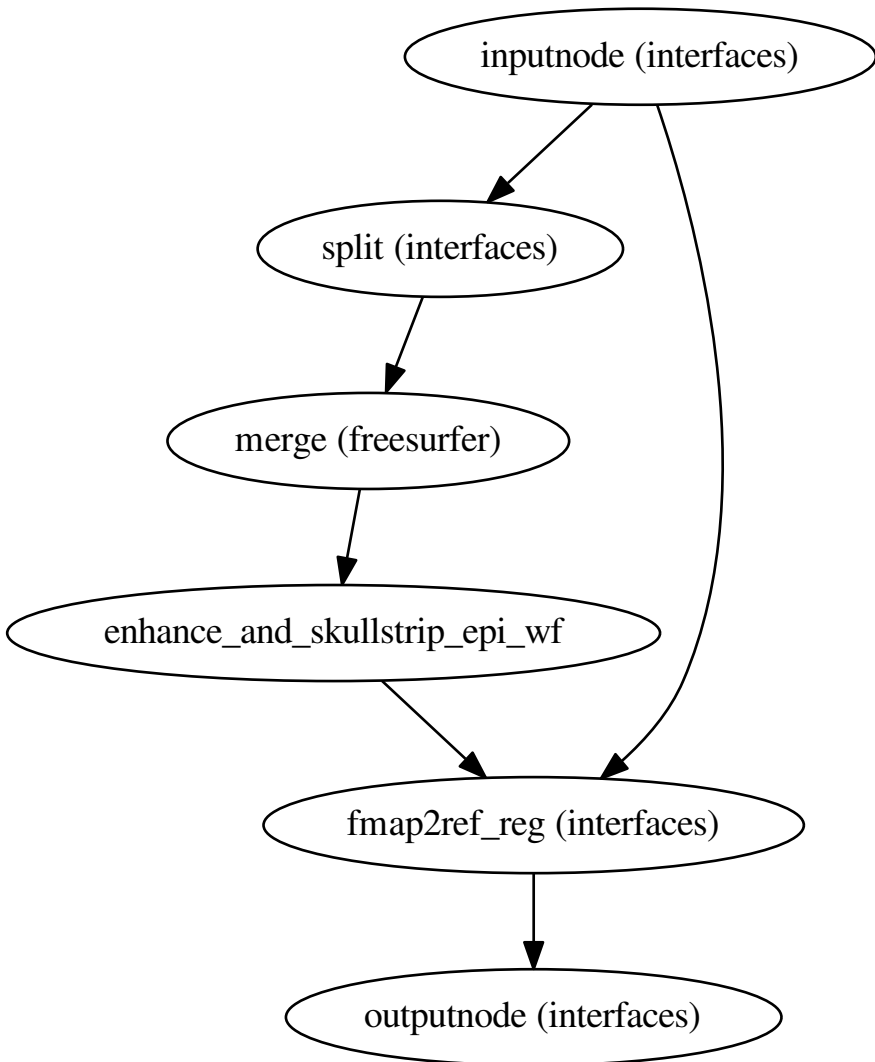 inputnode (interfaces)
split (interfaces)
merge (freesurfer)
enhance_and_skullstrip_epi_wf
fmap2ref_reg (interfaces)
outputnode (interfaces)